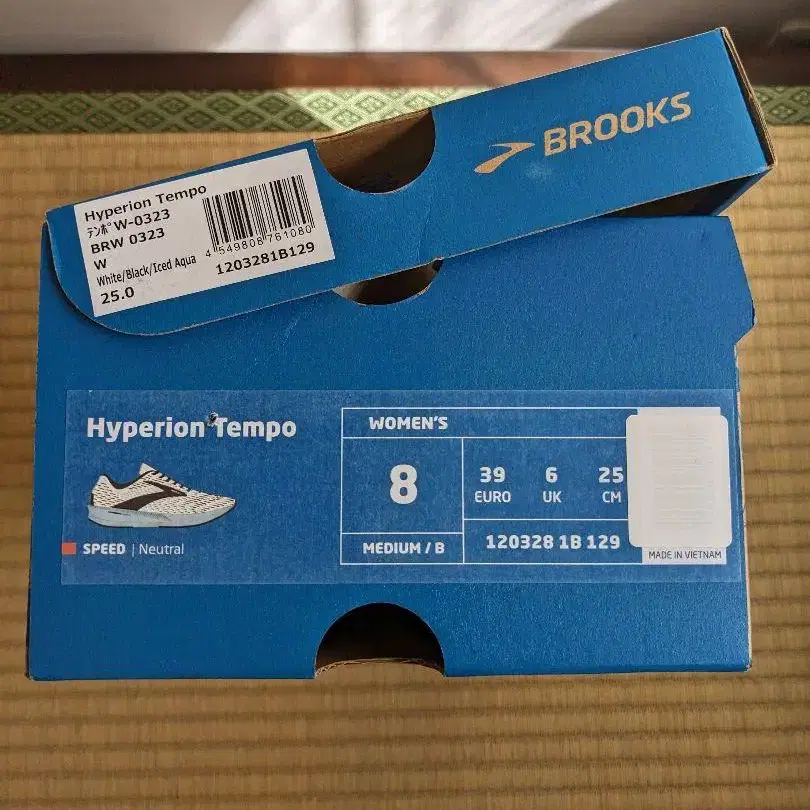 BROOKS
Hyperion Tempo
テンポW-0323
BRW 0323
W
White/Black/Iced Aqua
25.0
4 549808 761080
1203281B129
Hyperion Tempo
SPEED | Neutral
WOMEN'S
8
MEDIUM / B
39 6 25
EURO UK CM
120328 1B 129
MADE IN VIETNAM